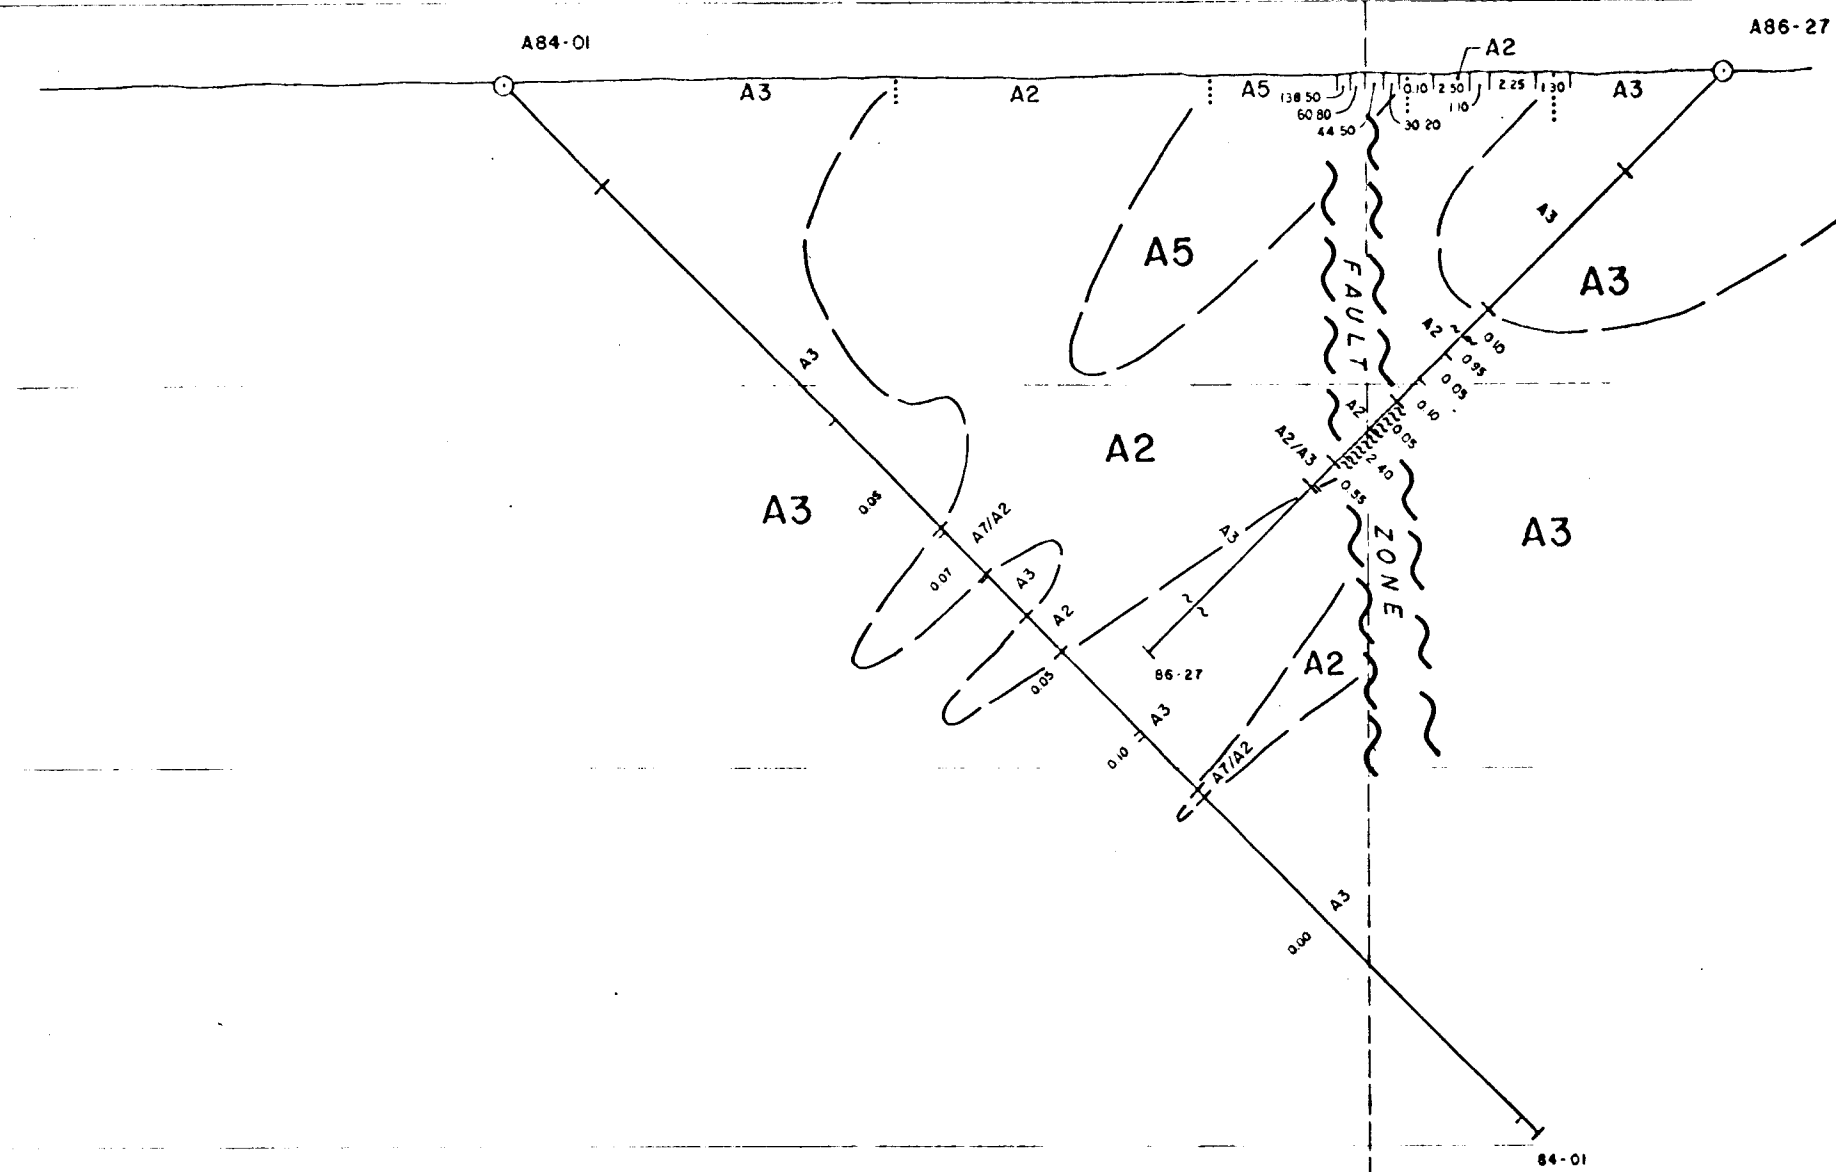 A86-27
A84-01
A2
A3 A2 A5 138 50 0.10 2 50 2.25 1 30 A3
60 80 1 10
44 50 30 20
A3
A5
FAULT
A3
A2 0.10
0.95
A3
0.05
A2 0.10
0.05
A2/A3 2 40
A2
0.55
A3
0.05
A7/A2
A3
ZONE
A3
0.07
A3
A2
A2
0.05
86-27
A3
0.10
A7/A2
A3
0.00
84-01